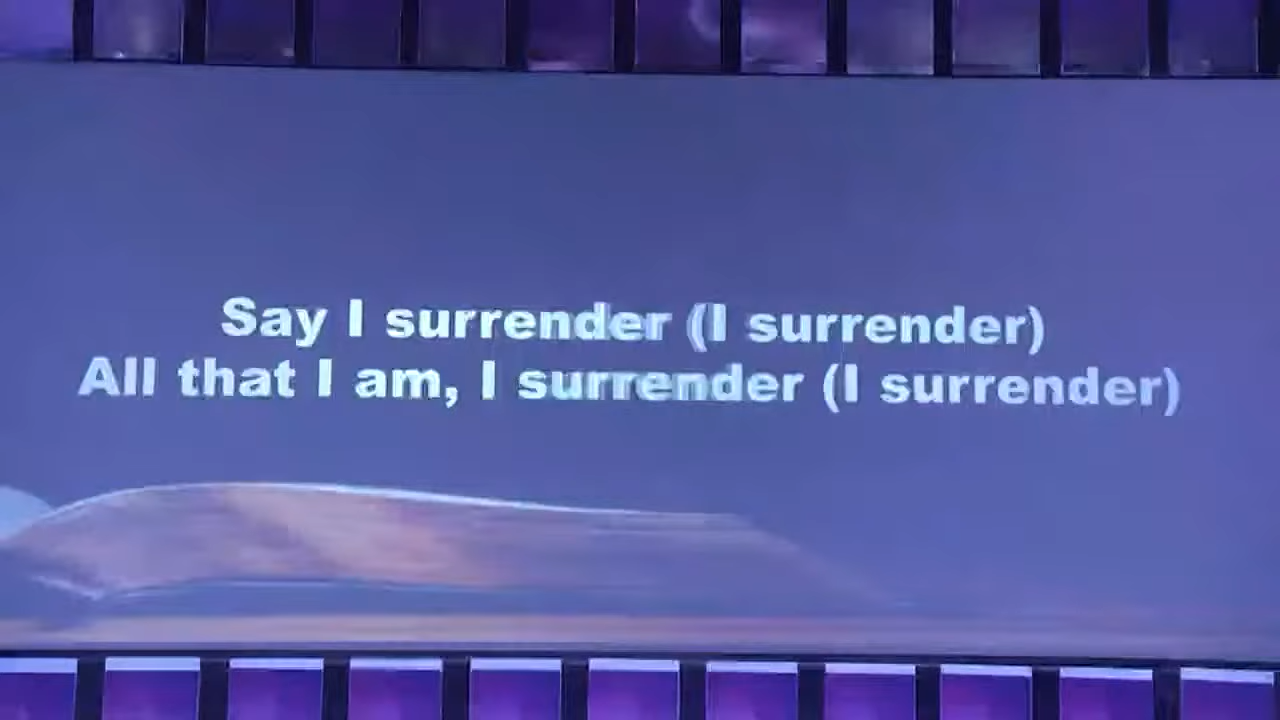 Say I surrender (I surrender)
All that I am, I surrender (I surrender)